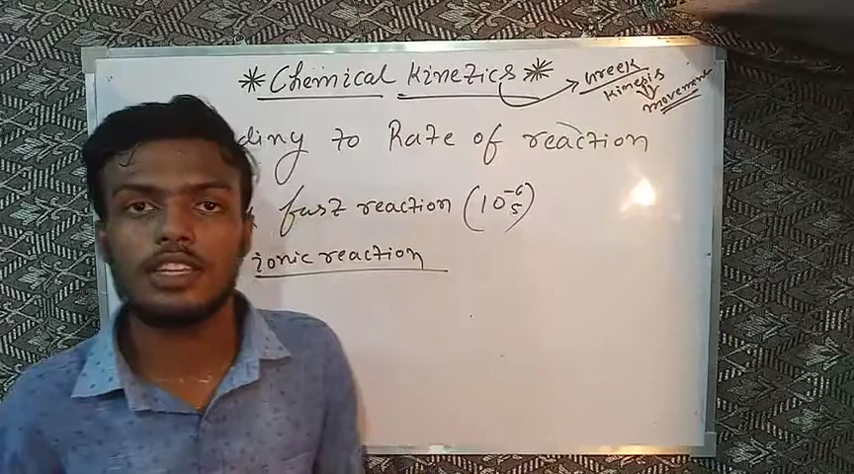 * Chemical Kinetics *
Greek
Kinesis
movement
ding to Rate of reaction
fast reaction (10⁻⁶ s)
ionic reaction